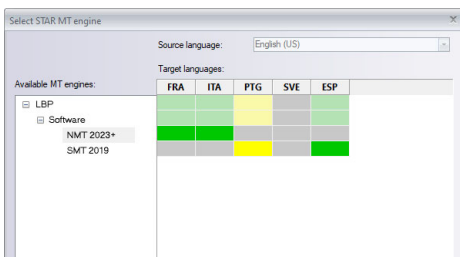 Select STAR MT engine
Source language: English (US)
Target languages:
Available MT engines: FRA ITA PTG SVE ESP
LBP
Software
NMT 2023+
SMT 2019